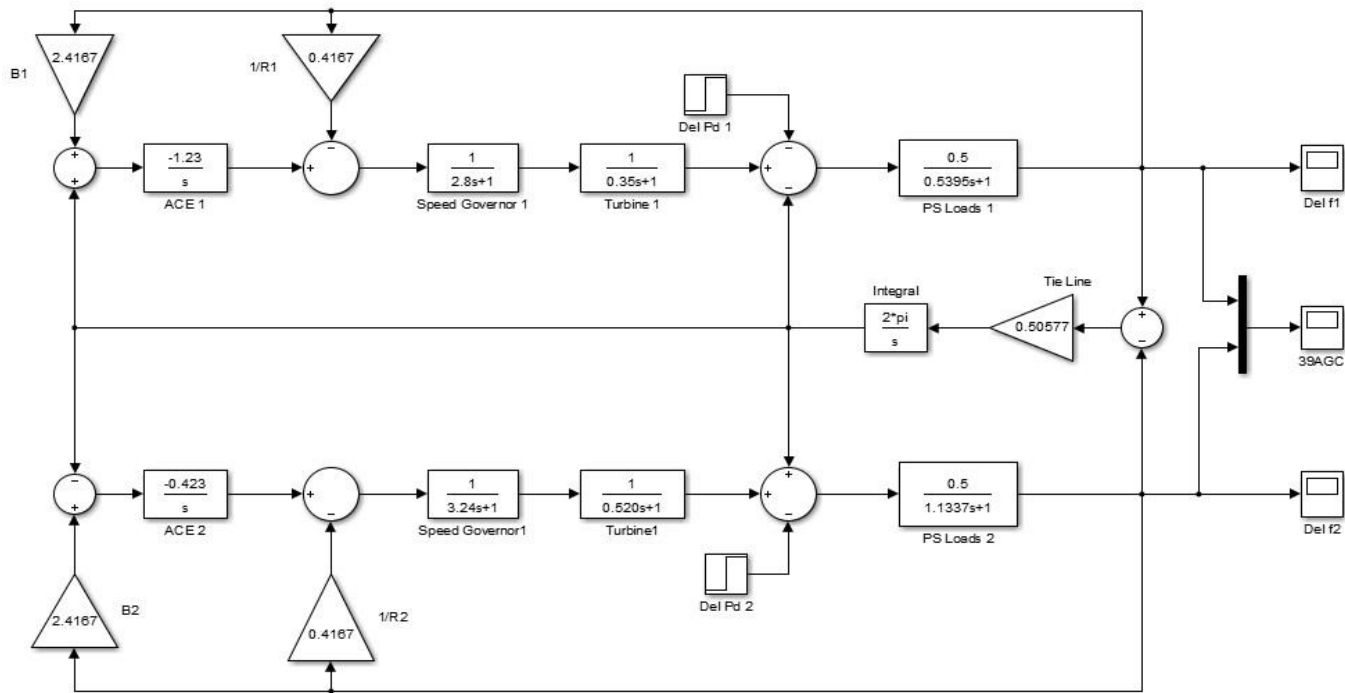 2.4167
B1
0.4167
1/R1
Del Pd 1
+
+
-1.23
s
ACE 1
+
−
1
2.8s+1
Speed Governor 1
1
0.35s+1
Turbine 1
−
+
−
0.5
0.5395s+1
PS Loads 1
Del f1
Integral
2*pi
s
Tie Line
0.50577
+
−
39AGC
−
+
-0.423
s
ACE 2
+
−
1
3.24s+1
Speed Governor1
1
0.520s+1
Turbine1
+
+
−
0.5
1.1337s+1
PS Loads 2
Del f2
Del Pd 2
2.4167
B2
0.4167
1/R2